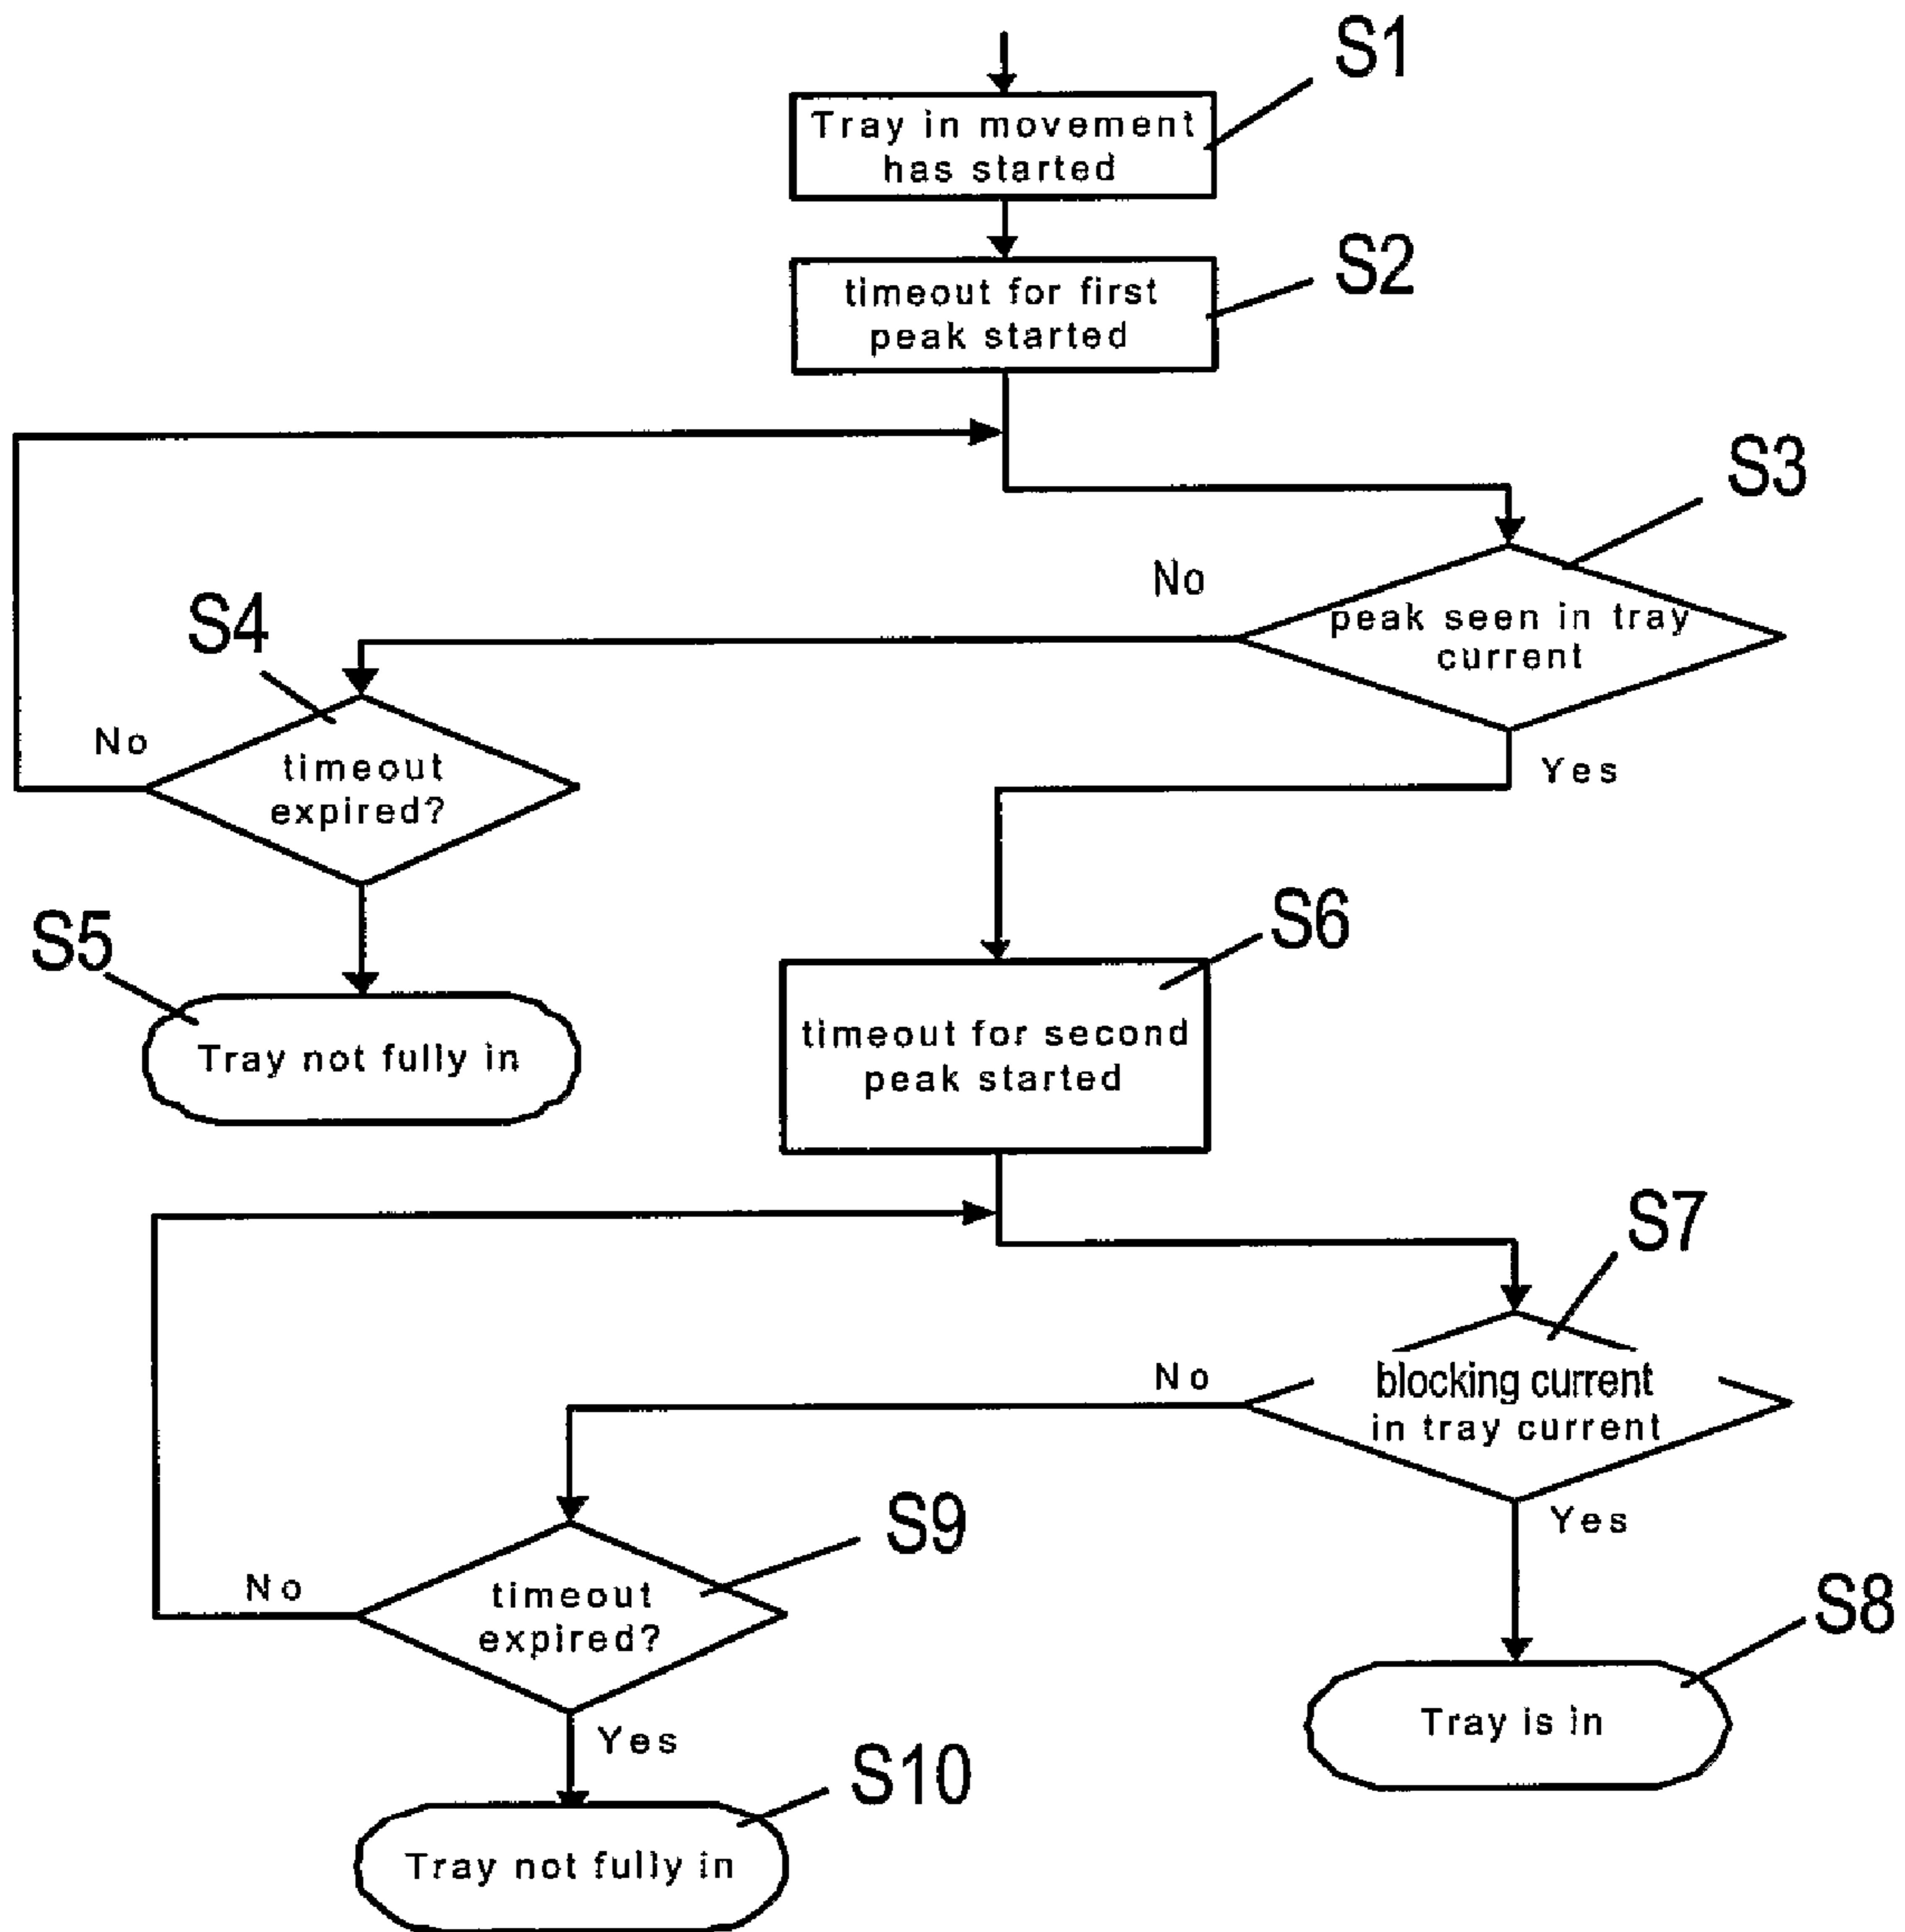 S1
Tray in movement
has started
S2
timeout for first
peak started
S3
No
peak seen in tray
current
S4
No
timeout
expired?
Yes
S5
Tray not fully in
S6
timeout for second
peak started
S7
No
blocking current
in tray current
Yes
S9
No
timeout
expired?
S8
Tray is in
Yes
S10
Tray not fully in